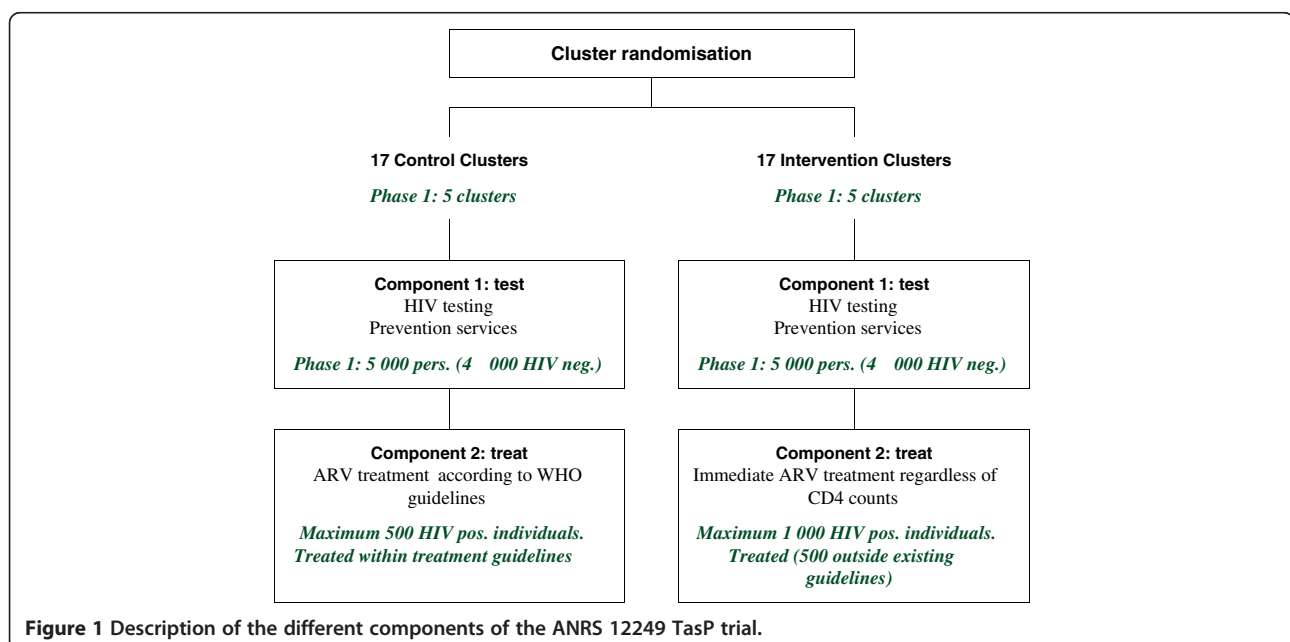 Cluster randomisation
17 Control Clusters
Phase 1: 5 clusters
17 Intervention Clusters
Phase 1: 5 clusters
Component 1: test
HIV testing
Prevention services
Phase 1: 5 000 pers. (4 000 HIV neg.)
Component 1: test
HIV testing
Prevention services
Phase 1: 5 000 pers. (4 000 HIV neg.)
Component 2: treat
ARV treatment according to WHO
guidelines
Maximum 500 HIV pos. individuals.
Treated within treatment guidelines
Component 2: treat
Immediate ARV treatment regardless of
CD4 counts
Maximum 1 000 HIV pos. individuals.
Treated (500 outside existing
guidelines)
Figure 1 Description of the different components of the ANRS 12249 TasP trial.